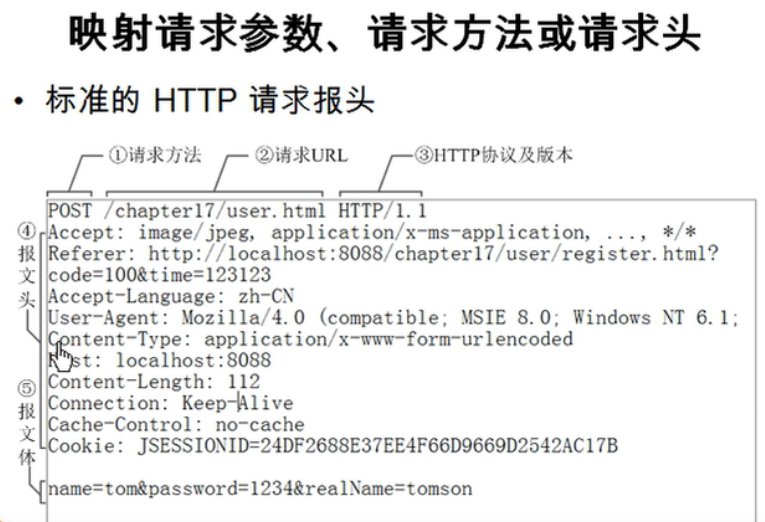 映射请求参数、请求方法或请求头
• 标准的 HTTP 请求报头
①请求方法 ②请求URL ③HTTP协议及版本
POST /chapter17/user.html HTTP/1.1
Accept: image/jpeg, application/x-ms-application, ..., */*
Referer: http://localhost:8088/chapter17/user/register.html?
code=100&time=123123
Accept-Language: zh-CN
User-Agent: Mozilla/4.0 (compatible; MSIE 8.0; Windows NT 6.1;
Content-Type: application/x-www-form-urlencoded
Host: localhost:8088
Content-Length: 112
Connection: Keep-Alive
Cache-Control: no-cache
Cookie: JSESSIONID=24DF2688E37EE4F66D9669D2542AC17B
name=tom&password=1234&realName=tomson
④报文头
⑤报文体